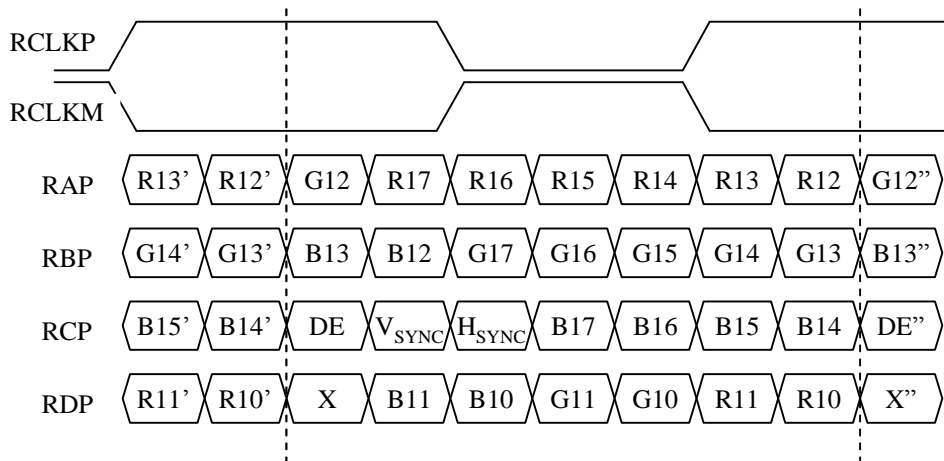 RCLKP
RCLKM
RAP R13’ R12’ G12 R17 R16 R15 R14 R13 R12 G12”
RBP G14’ G13’ B13 B12 G17 G16 G15 G14 G13 B13”
RCP B15’ B14’ DE VSYNC HSYNC B17 B16 B15 B14 DE”
RDP R11’ R10’ X B11 B10 G11 G10 R11 R10 X”